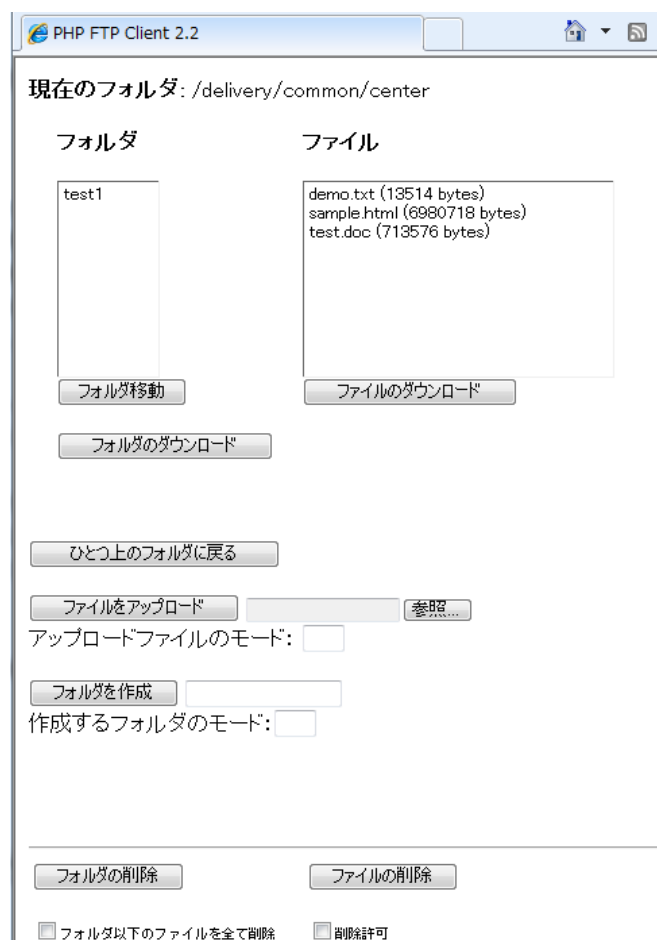 PHP FTP Client 2.2
現在のフォルダ: /delivery/common/center
フォルダ ファイル
test1
demo.txt (13514 bytes)
sample.html (6980718 bytes)
test.doc (713576 bytes)
フォルダ移動 ファイルのダウンロード
フォルダのダウンロード
ひとつ上のフォルダに戻る
ファイルをアップロード 参照...
アップロードファイルのモード:
フォルダを作成
作成するフォルダのモード:
フォルダの削除 ファイルの削除
フォルダ以下のファイルを全て削除 削除許可